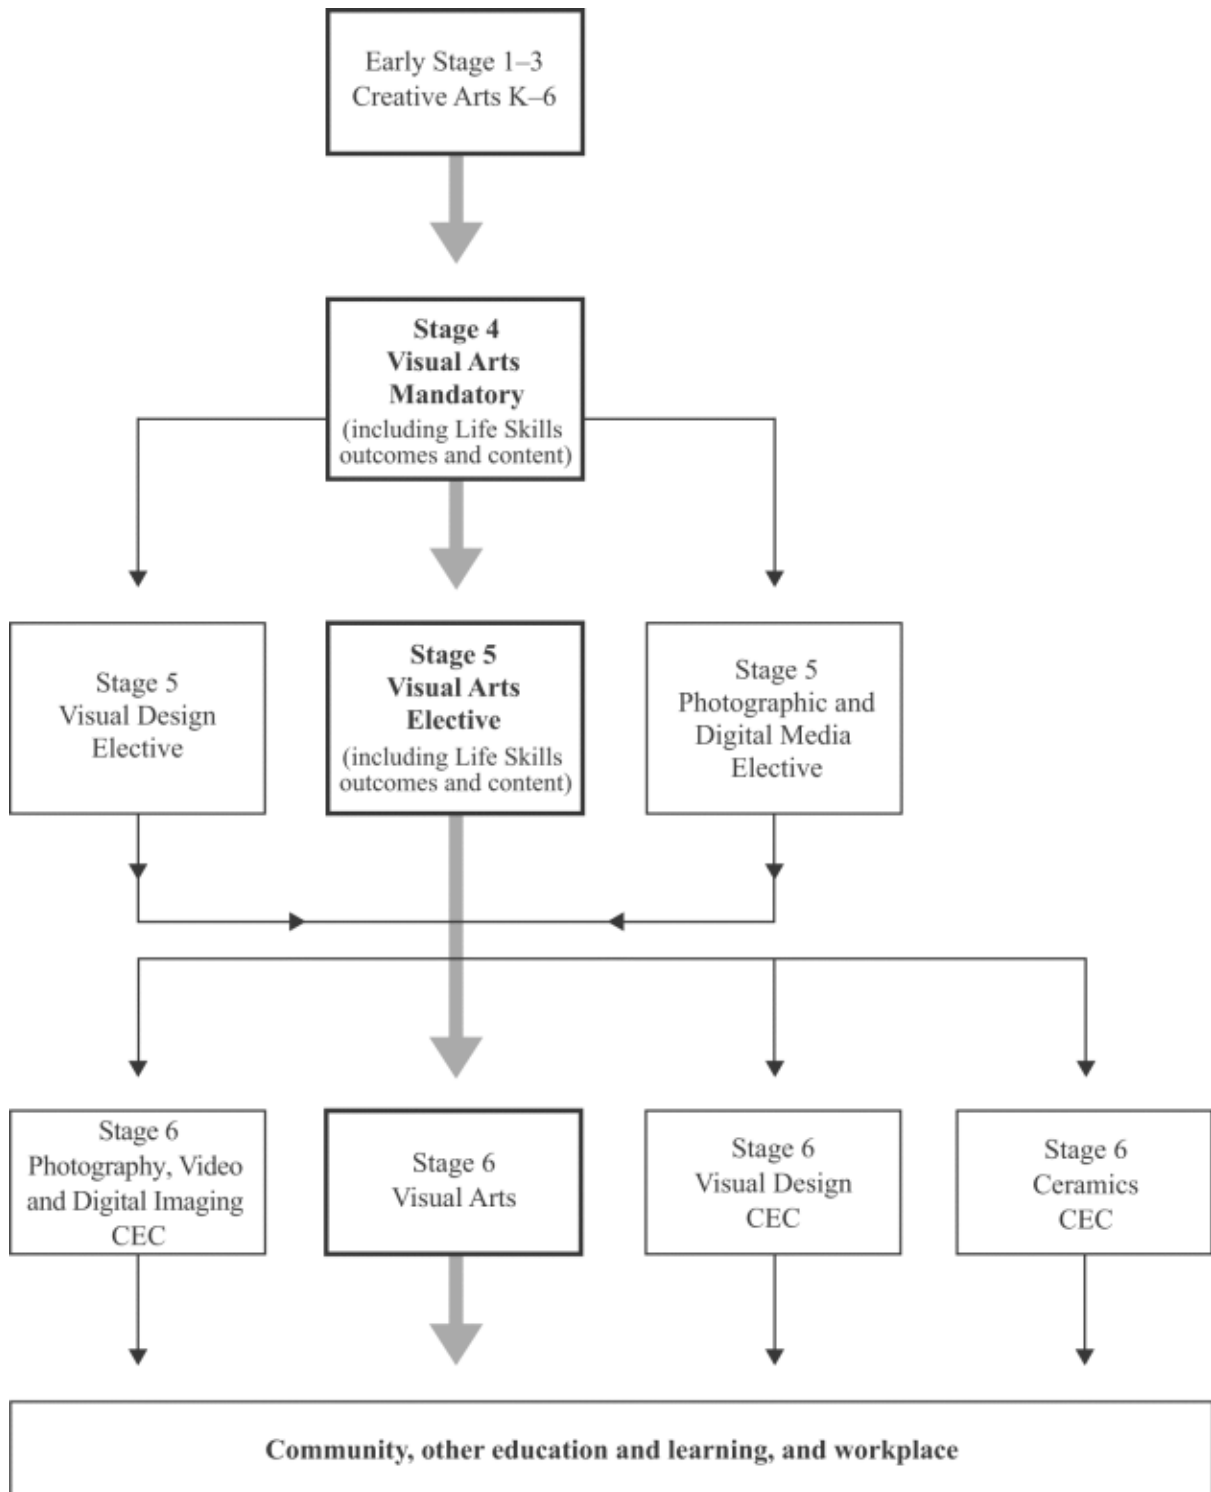 Early Stage 1–3
Creative Arts K–6
Stage 4
Visual Arts
Mandatory
(including Life Skills
outcomes and content)
Stage 5
Visual Design
Elective
Stage 5
Visual Arts
Elective
(including Life Skills
outcomes and content)
Stage 5
Photographic and
Digital Media
Elective
Stage 6
Photography, Video
and Digital Imaging
CEC
Stage 6
Visual Arts
Stage 6
Visual Design
CEC
Stage 6
Ceramics
CEC
Community, other education and learning, and workplace